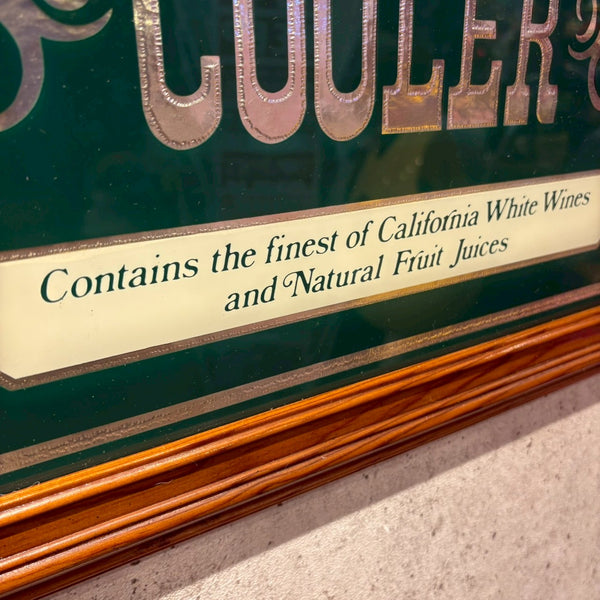 COOLER
Contains the finest of California White Wines
and Natural Fruit Juices